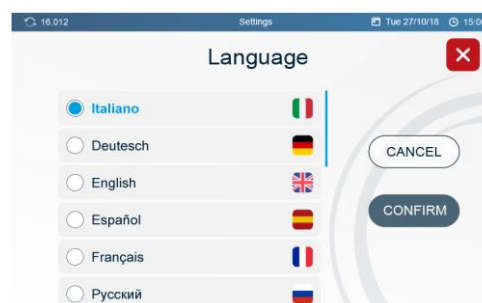 16.012 Settings Tue 27/10/18 15:0
Language
Italiano
Deutesch
English
Español
Français
Русский
CANCEL
CONFIRM